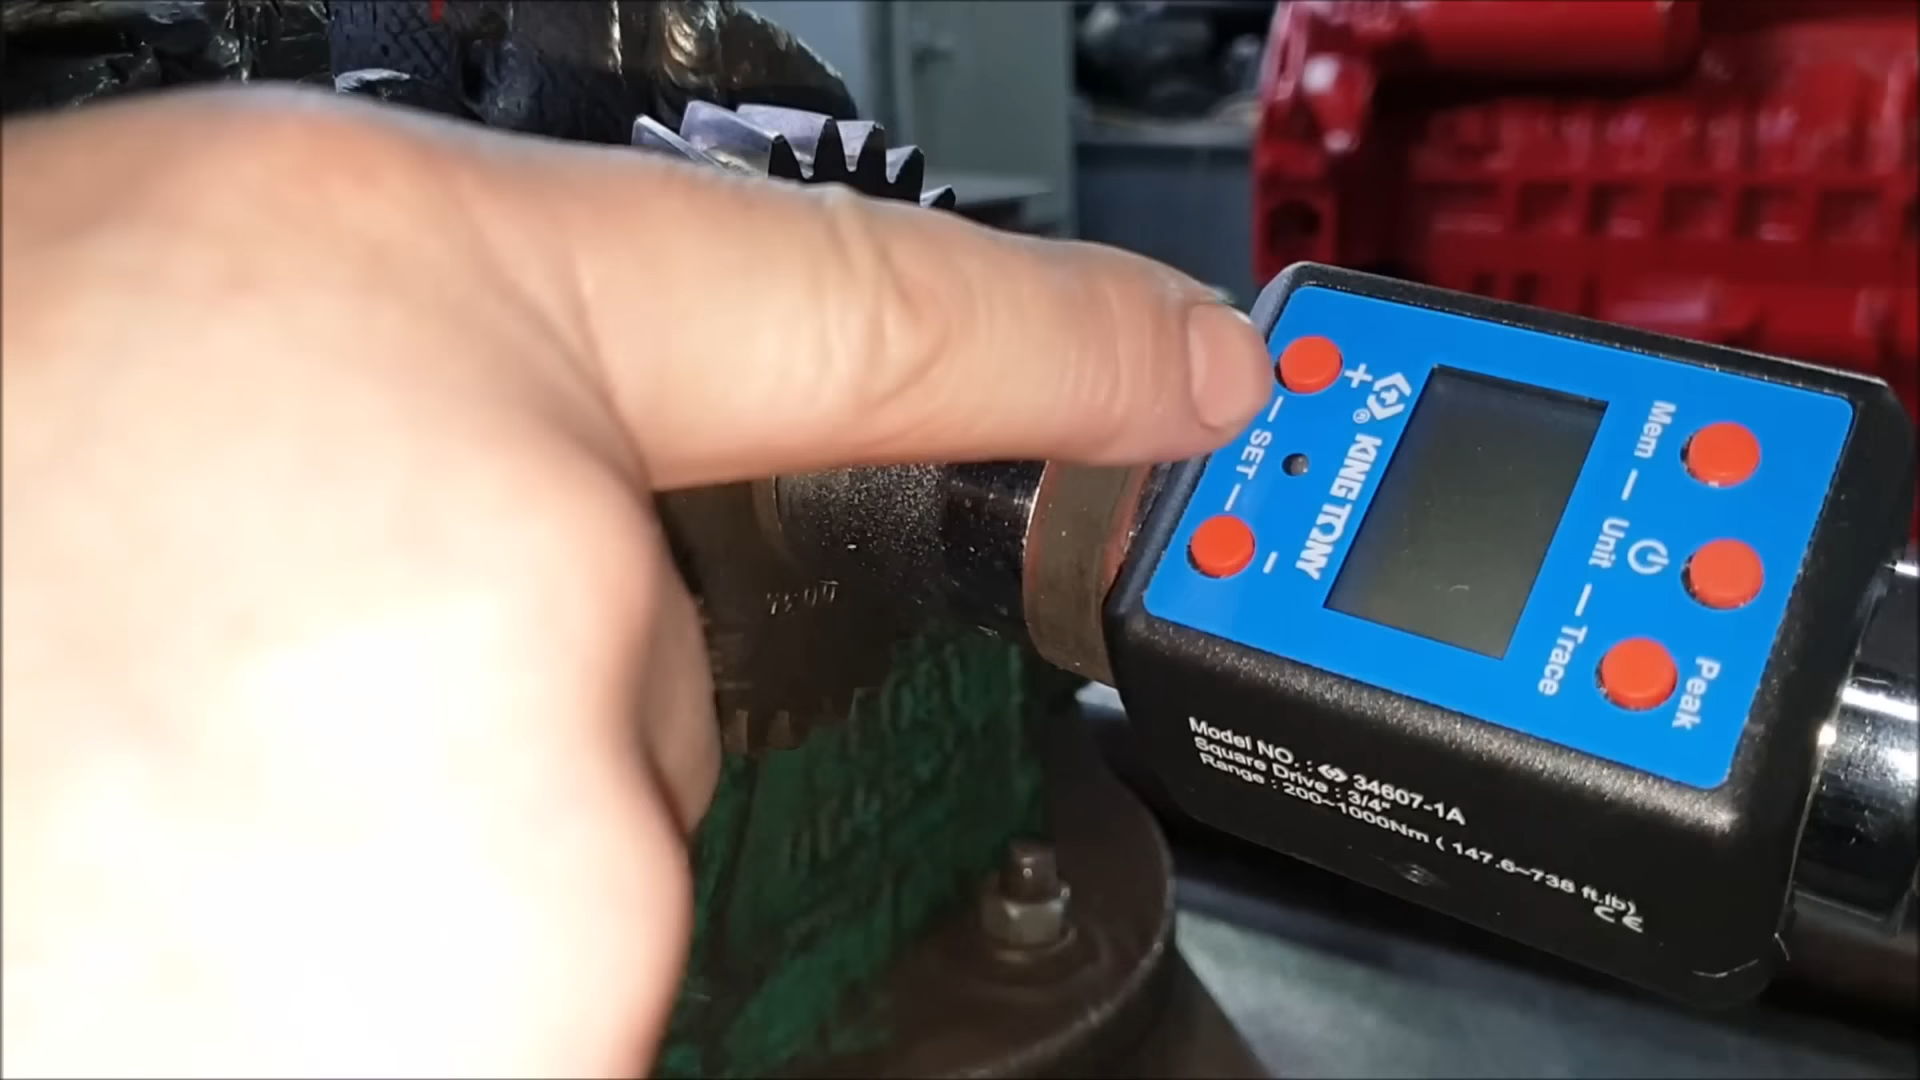 +
— SET —
-
® KING TONY
Mem — Unit — Trace
Peak
Model NO. : 34607-1A
Square Drive : 3/4"
Range : 200~1000Nm ( 147.6~738 ft.lb)
CE